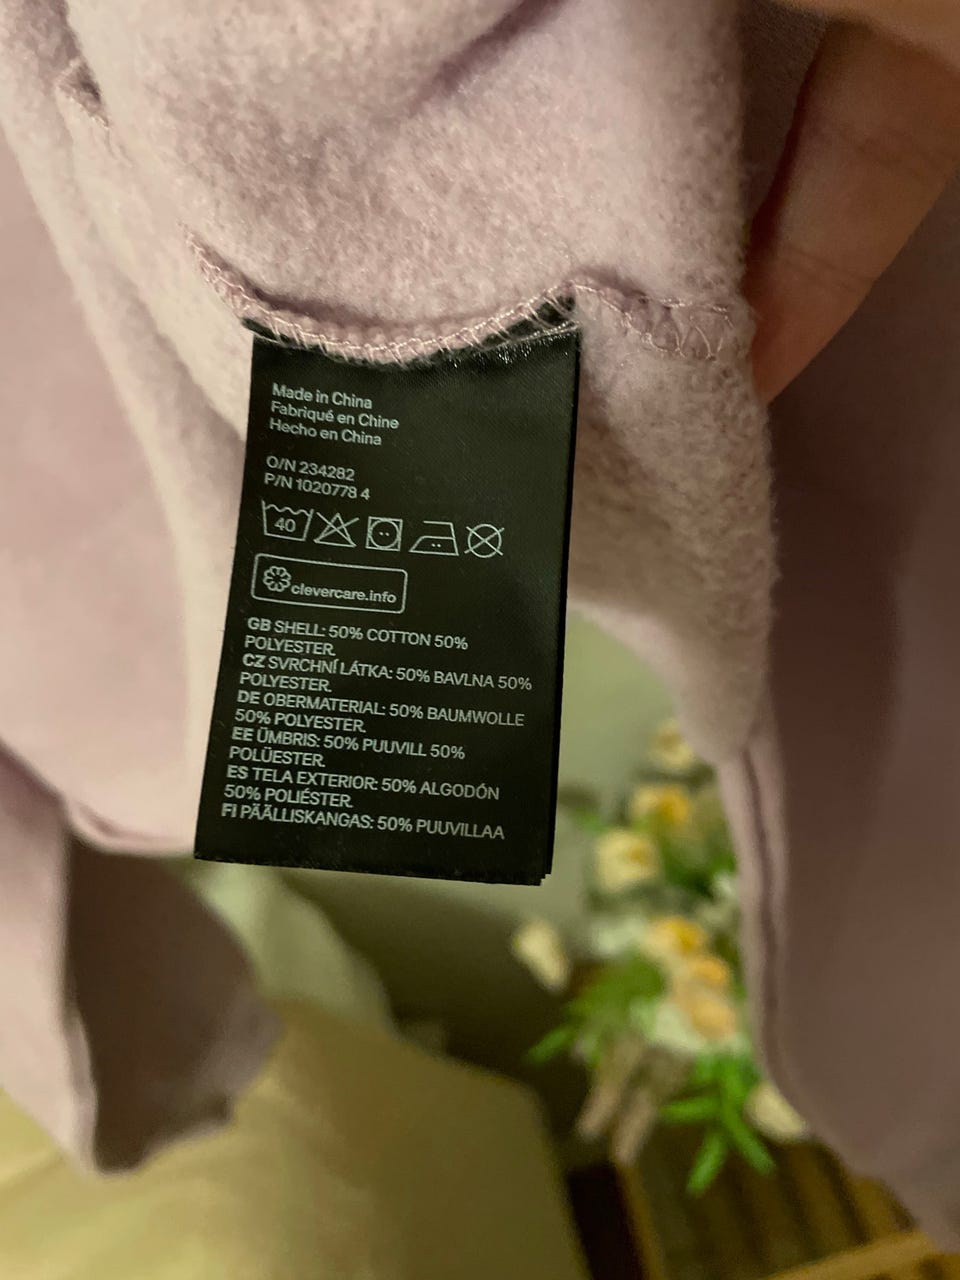 Made in China
Fabriqué en Chine
Hecho en China
O/N 234282
P/N 1020778 4
40
clevercare.info
GB SHELL: 50% COTTON 50%
POLYESTER.
CZ SVRCHNÍ LÁTKA: 50% BAVLNA 50%
POLYESTER.
DE OBERMATERIAL: 50% BAUMWOLLE
50% POLYESTER.
EE ÜMBRIS: 50% PUUVILL 50%
POLÜESTER.
ES TELA EXTERIOR: 50% ALGODÓN
50% POLIÉSTER.
FI PÄÄLLISKANGAS: 50% PUUVILLAA